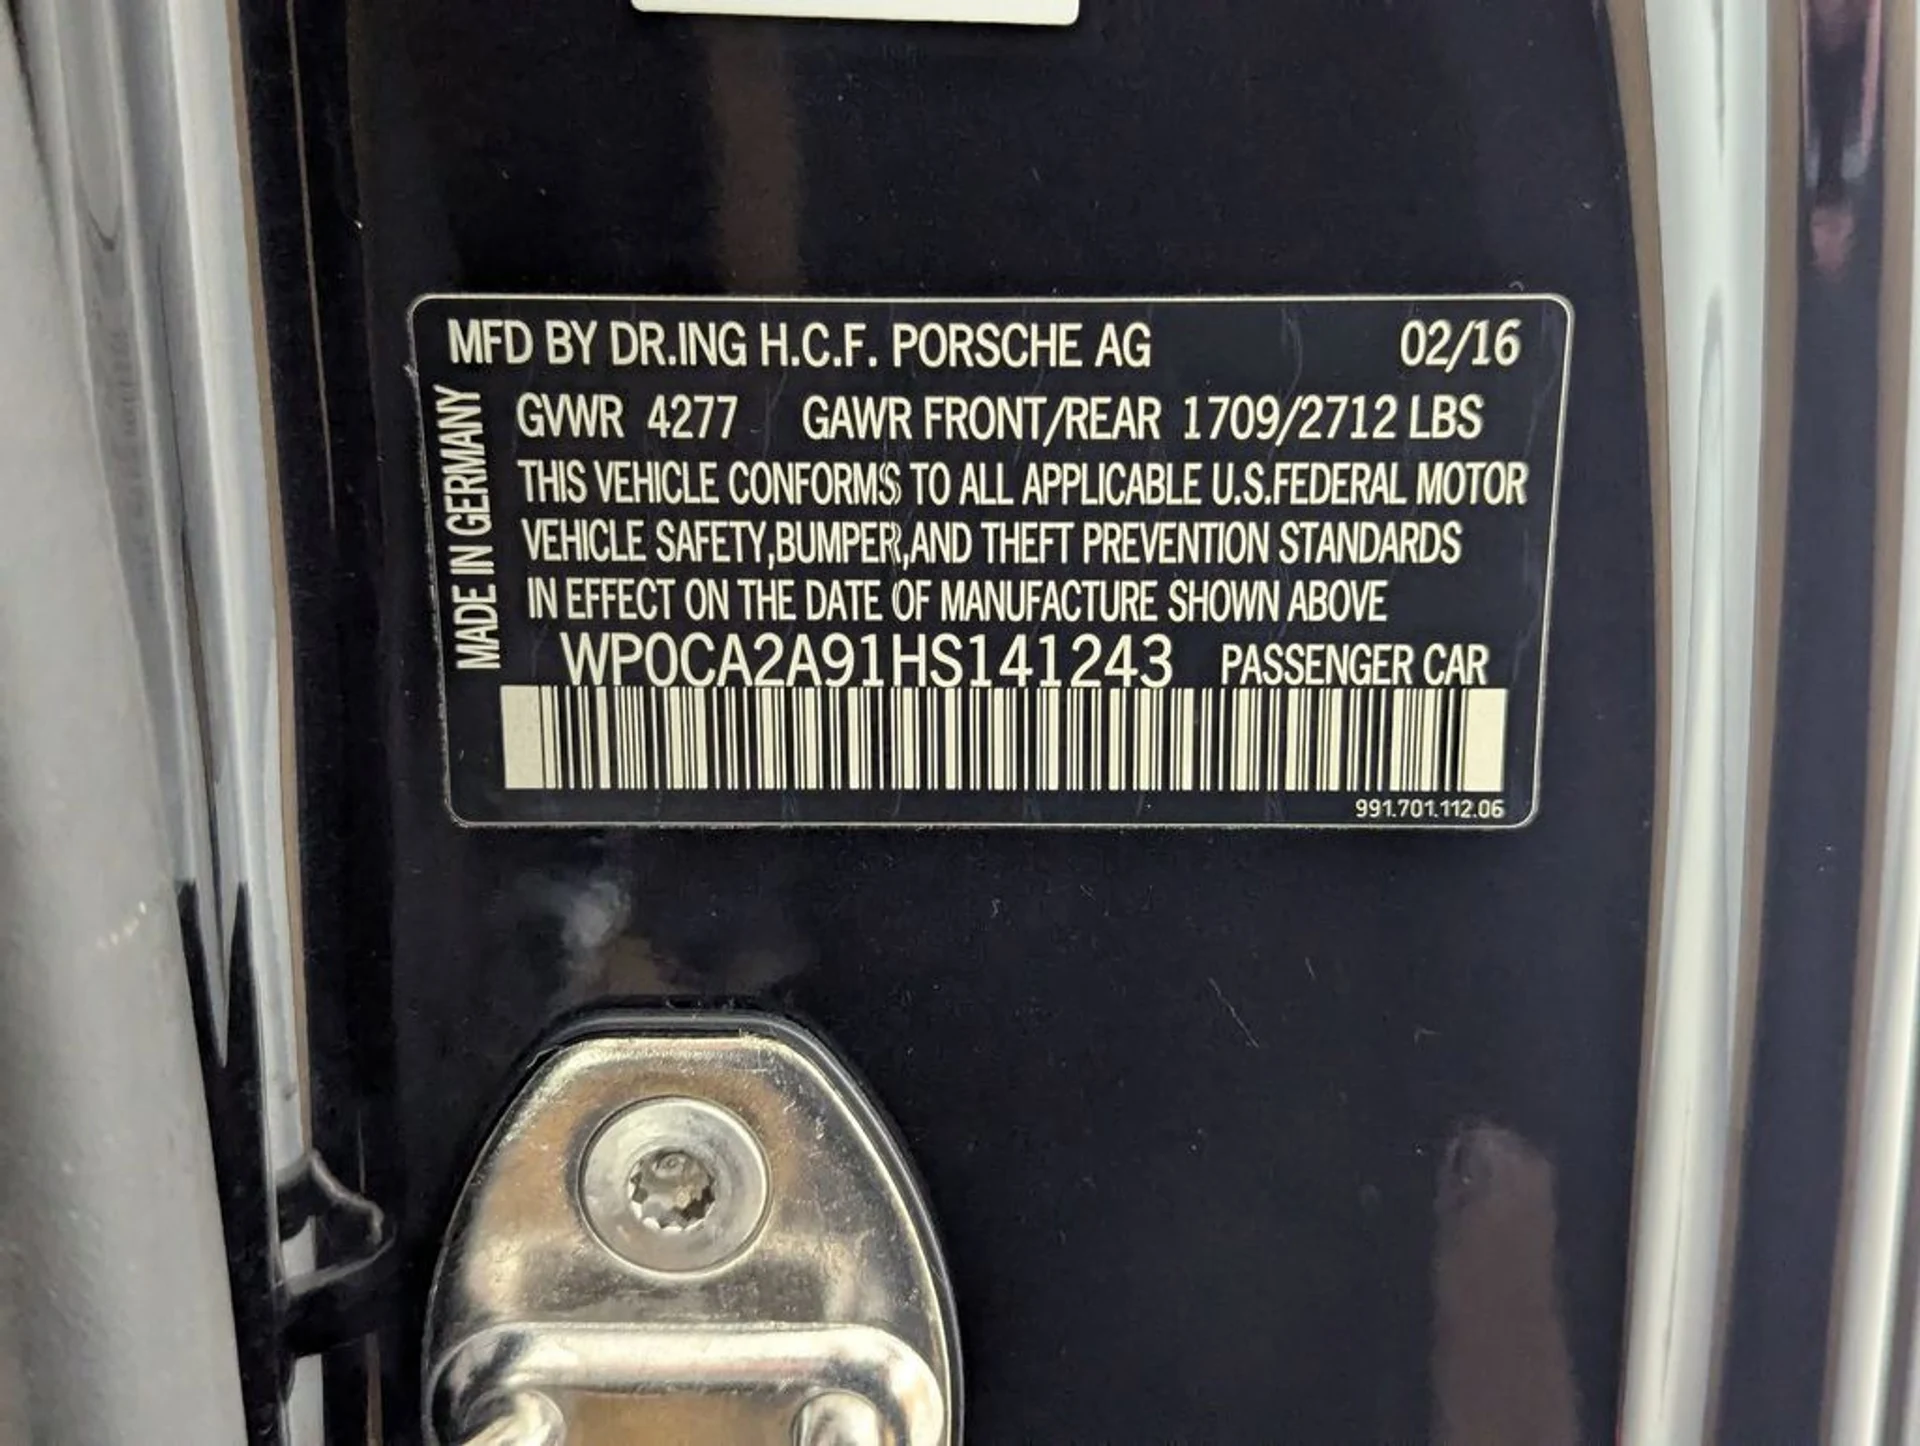 MFD BY DR.ING H.C.F. PORSCHE AG 02/16
MADE IN GERMANY
GVWR 4277 GAWR FRONT/REAR 1709/2712 LBS
THIS VEHICLE CONFORMS TO ALL APPLICABLE U.S.FEDERAL MOTOR
VEHICLE SAFETY,BUMPER,AND THEFT PREVENTION STANDARDS
IN EFFECT ON THE DATE OF MANUFACTURE SHOWN ABOVE
WP0CA2A91HS141243 PASSENGER CAR
991.701.112.06